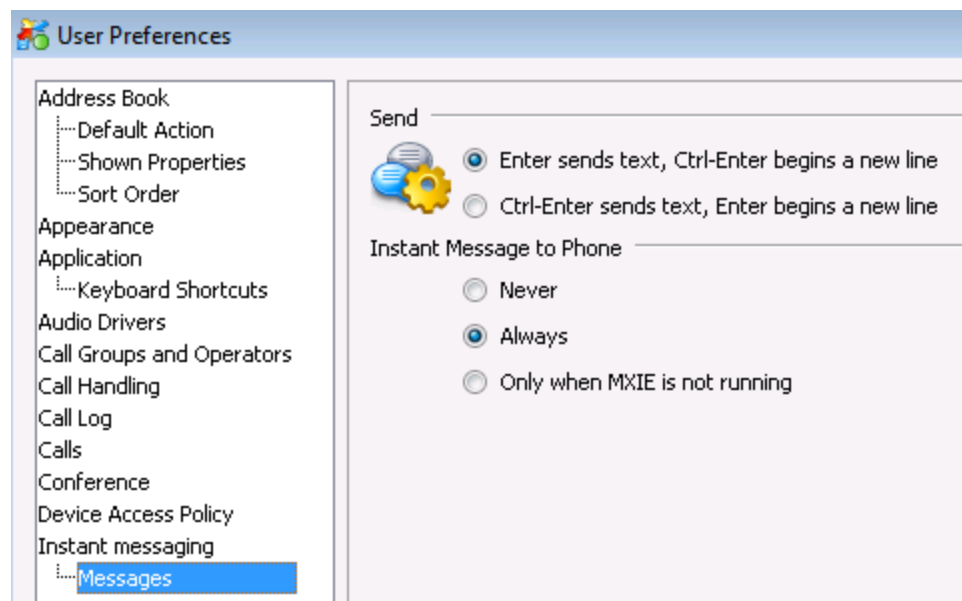 User Preferences
Address Book
Default Action
Shown Properties
Sort Order
Appearance
Application
Keyboard Shortcuts
Audio Drivers
Call Groups and Operators
Call Handling
Call Log
Calls
Conference
Device Access Policy
Instant messaging
Messages
Send
Enter sends text, Ctrl-Enter begins a new line
Ctrl-Enter sends text, Enter begins a new line
Instant Message to Phone
Never
Always
Only when MXIE is not running